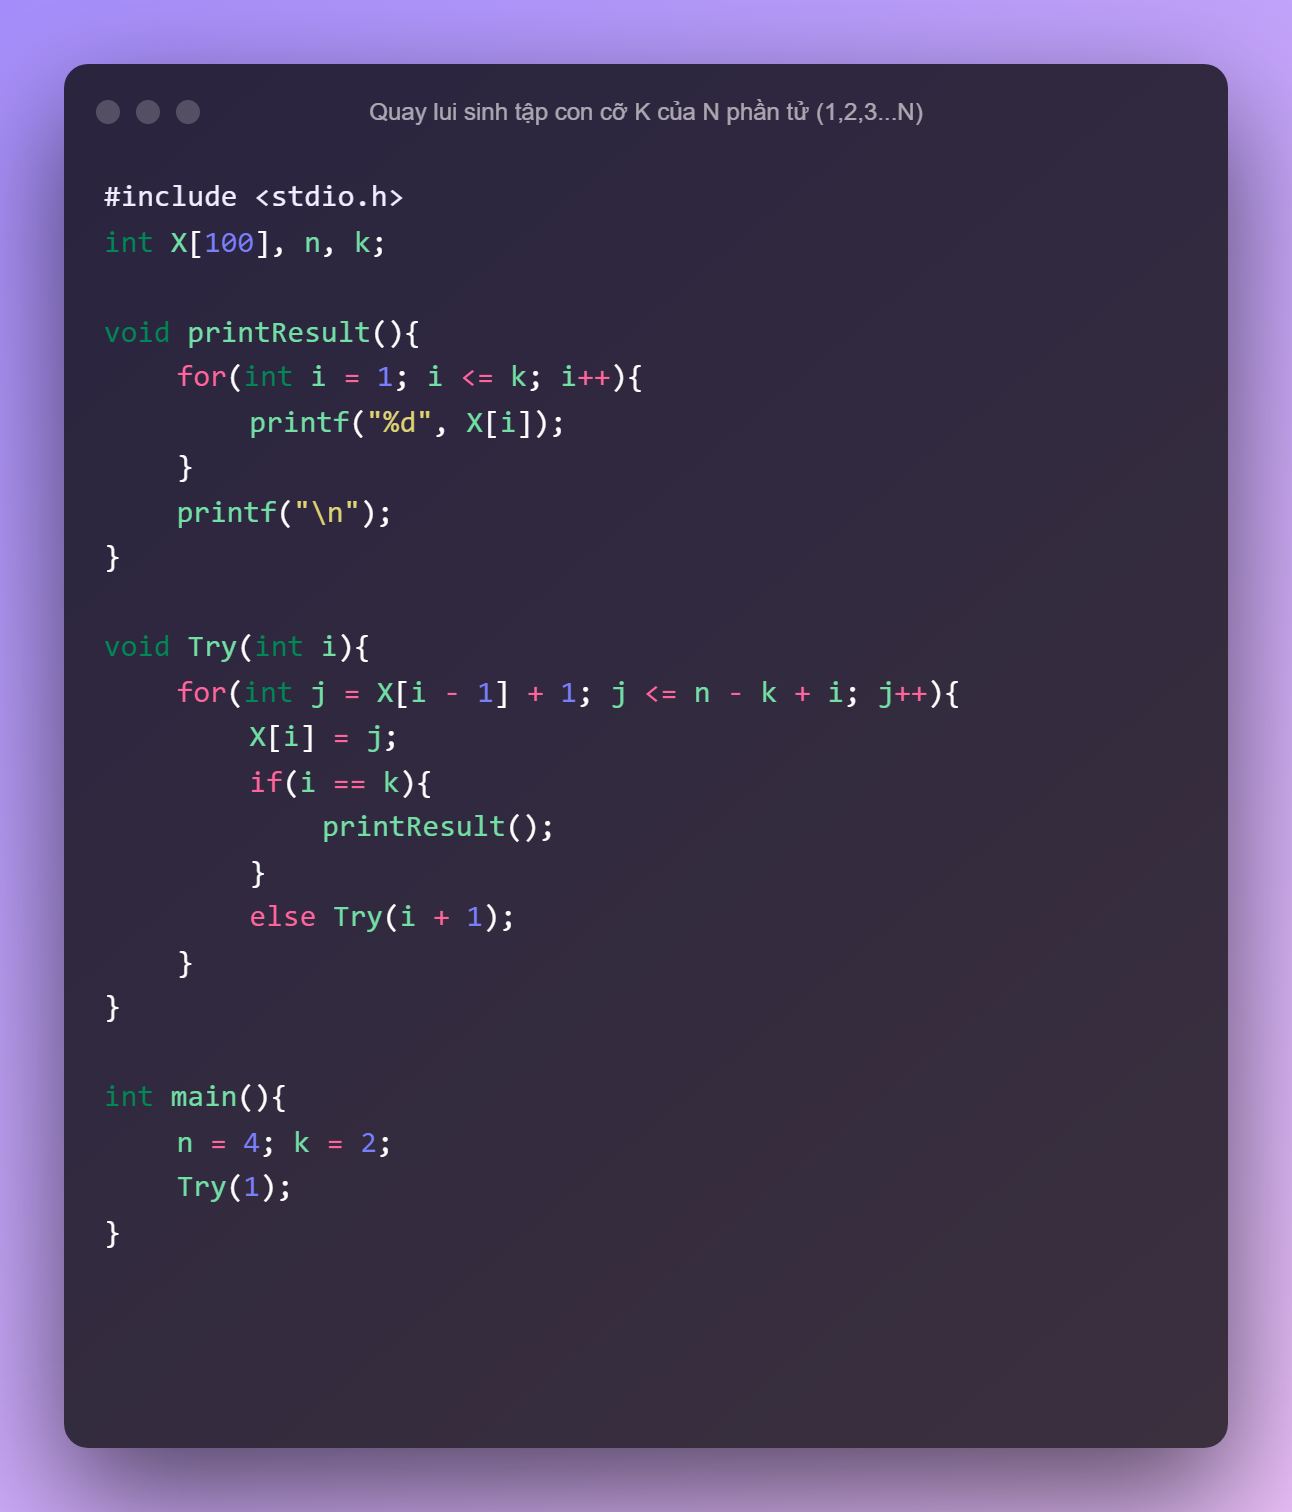 Quay lui sinh tập con cỡ K của N phần tử (1,2,3...N)
#include <stdio.h>
int X[100], n, k;
void printResult(){
for(int i = 1; i <= k; i++){
printf("%d", X[i]);
}
printf("\n");
}
void Try(int i){
for(int j = X[i - 1] + 1; j <= n - k + i; j++){
X[i] = j;
if(i == k){
printResult();
}
else Try(i + 1);
}
}
int main(){
n = 4; k = 2;
Try(1);
}